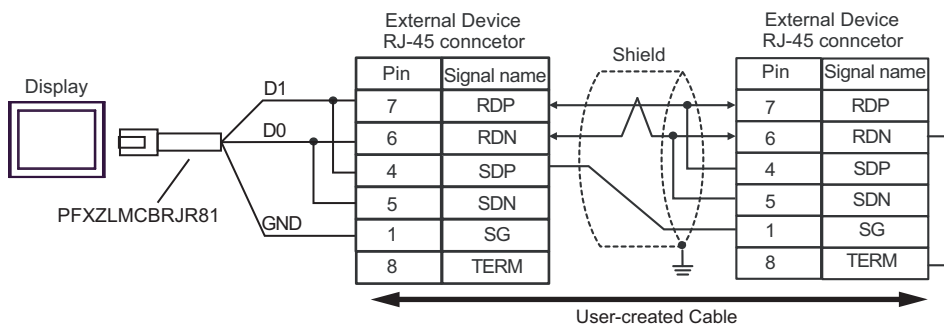 External Device
RJ-45 conncetor
External Device
RJ-45 conncetor
Shield
Display
D1
D0
GND
PFXZLMCBRJR81
Pin Signal name
7 RDP
6 RDN
4 SDP
5 SDN
1 SG
8 TERM
Pin Signal name
7 RDP
6 RDN
4 SDP
5 SDN
1 SG
8 TERM
User-created Cable